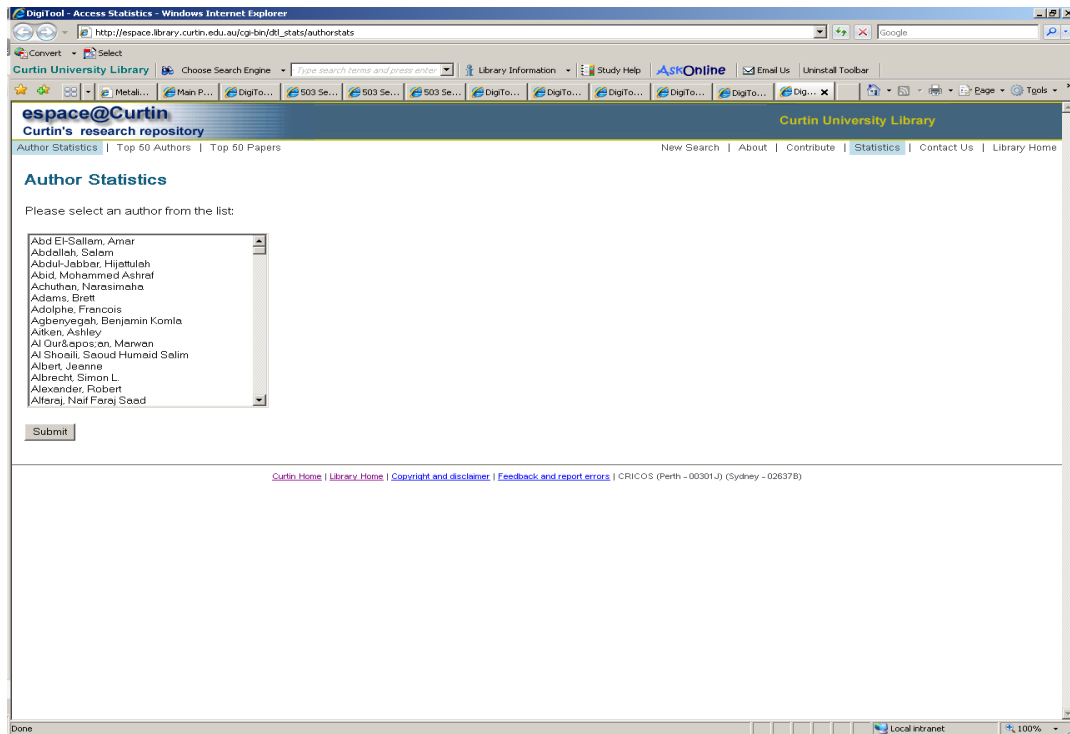 DigiTool - Access Statistics - Windows Internet Explorer
http://espace.library.curtin.edu.au/cgi-bin/dtl_stats/authorstats
Google
Convert Select
Curtin University Library Choose Search Engine Type search terms and press enter Library Information Study Help AskOnline Email Us Uninstall Toolbar
Metali... Main P... DigiTo... 503 Se... 503 Se... 503 Se... DigiTo... DigiTo... DigiTo... DigiTo... DigiTo... Dig... Page Tools
espace@Curtin
Curtin's research repository
Curtin University Library
Author Statistics | Top 50 Authors | Top 50 Papers
New Search | About | Contribute | Statistics | Contact Us | Library Home
Author Statistics
Please select an author from the list:
Abd El-Sallam, Amar
Abdallah, Salam
Abdul-Jabbar, Hijattulah
Abid, Mohammed Ashraf
Achuthan, Narasimaha
Adams, Brett
Adolphe, Francois
Agbenyegah, Benjamin Komla
Aitken, Ashley
Al Qur&apos;an, Marwan
Al Shoaili, Saoud Humaid Salim
Albert, Jeanne
Albrecht, Simon L.
Alexander, Robert
Alfaraj, Naif Faraj Saad
Submit
Curtin Home | Library Home | Copyright and disclaimer | Feedback and report errors | CRICOS (Perth - 00301J) (Sydney - 02637B)
Done
Local intranet
100%